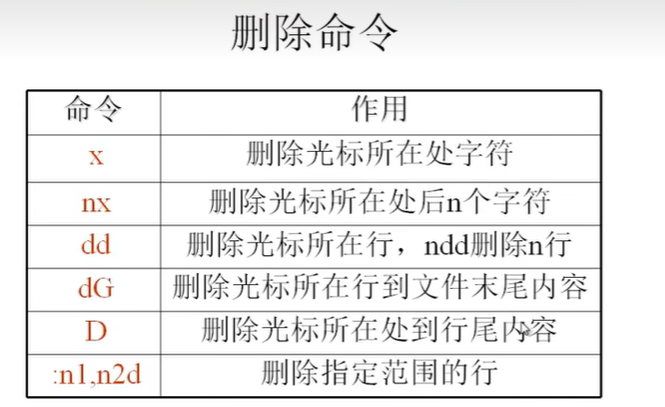 删除命令
命令 作用
x 删除光标所在处字符
nx 删除光标所在处后n个字符
dd 删除光标所在行，ndd删除n行
dG 删除光标所在行到文件末尾内容
D 删除光标所在处到行尾内容
:n1,n2d 删除指定范围的行